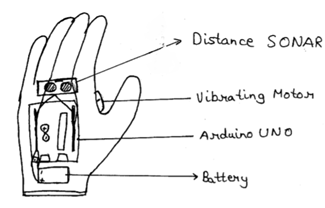 Distance SONAR
Vibrating Motor
Arduino UNO
Battery